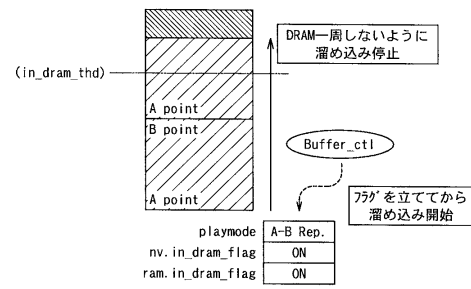 DRAM一周しないように
溜め込み停止
(in_dram_thd)
A point
B point
Buffer_ctl
A point
ﾌﾗｸﾞを立ててから
溜め込み開始
playmode A-B Rep.
nv.in_dram_flag ON
ram.in_dram_flag ON